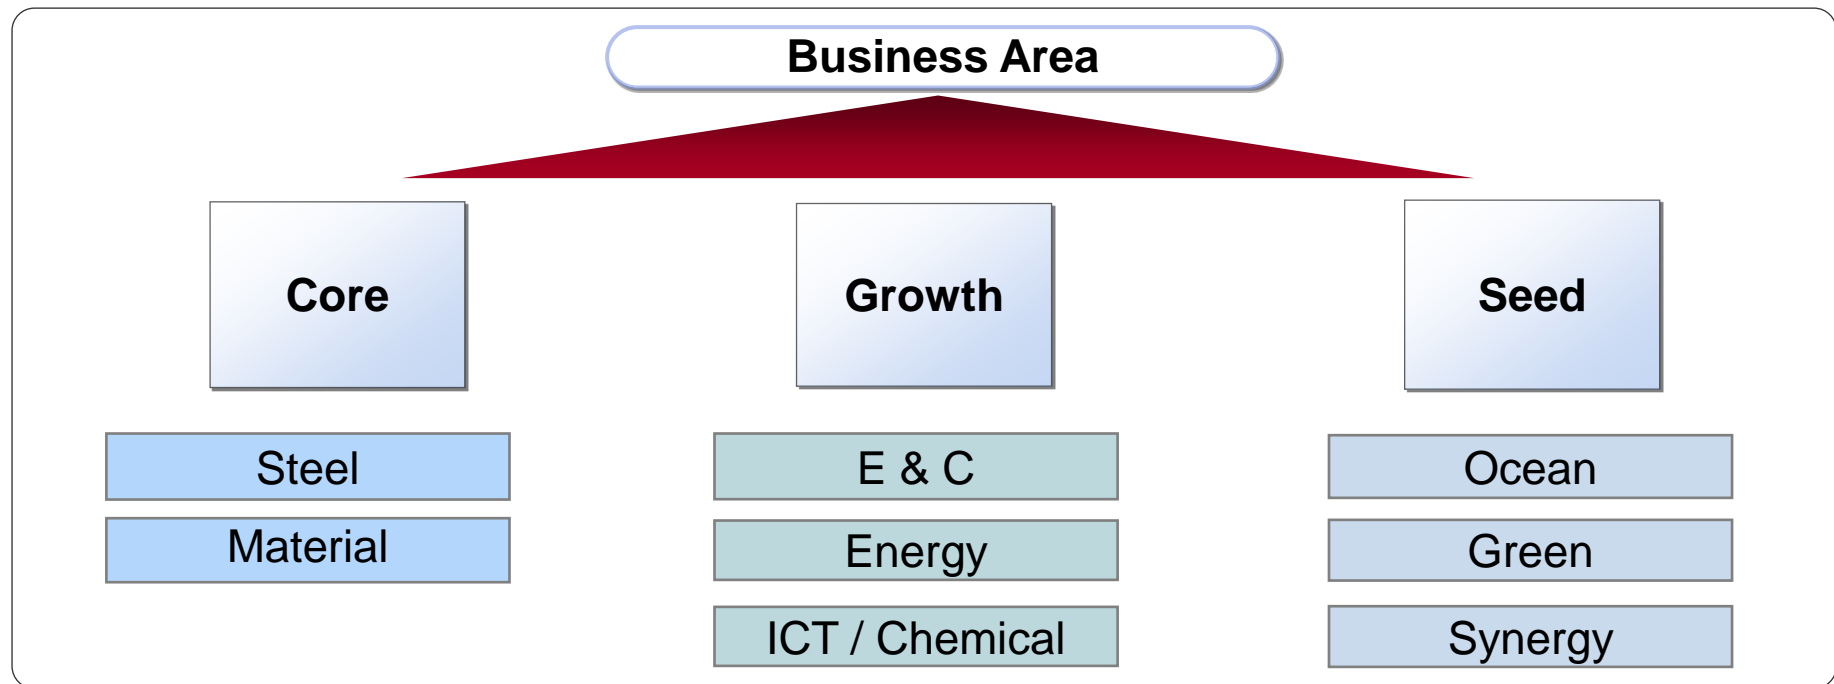 Business Area
Core
Growth
Seed
Steel
Material
E & C
Energy
ICT / Chemical
Ocean
Green
Synergy